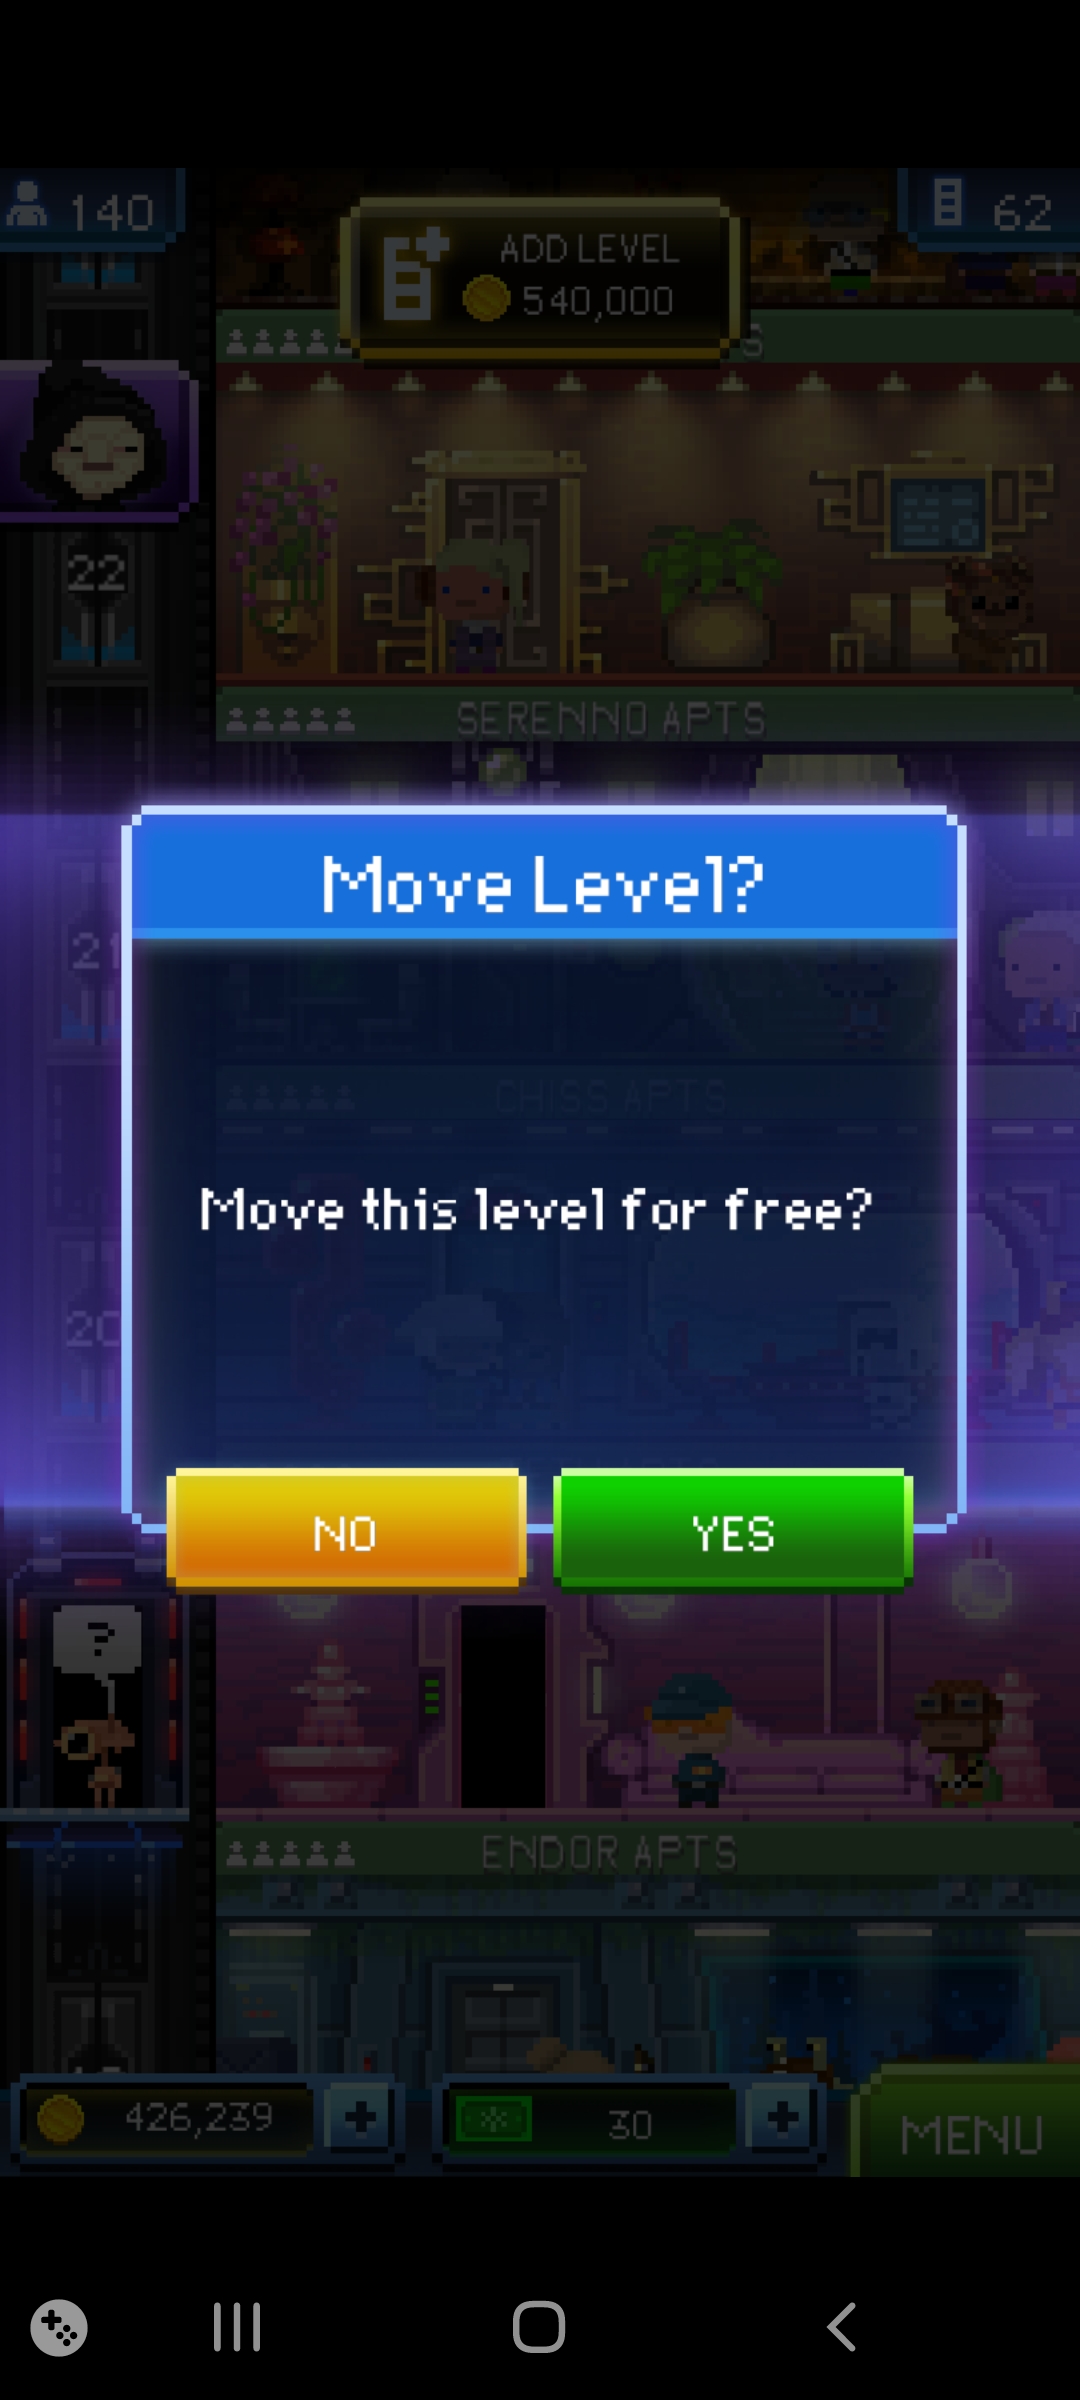 140
62
ADD LEVEL
540,000
S
22
SERENNO APTS
Move Level?
21
CHISS APTS
Move this level for free?
20
NO
YES
?
ENDOR APTS
426,239
30
MENU